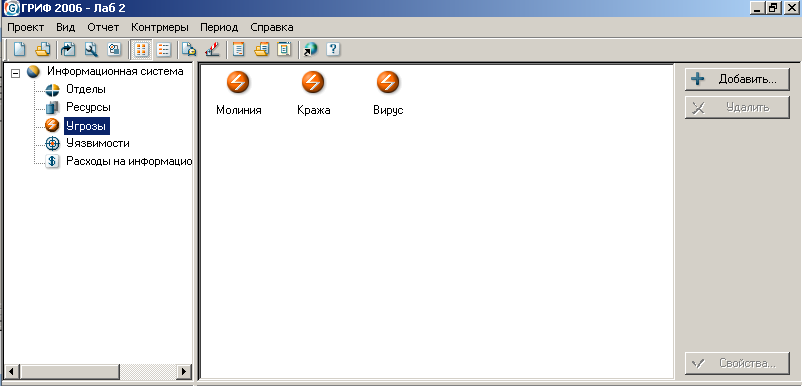 ГРИФ 2006 - Лаб 2
Проект Вид Отчет Контрмеры Период Справка
Информационная система
Отделы
Ресурсы
Угрозы
Уязвимости
Расходы на информацио
Молиния Кража Вирус
Добавить...
Удалить
Свойства...